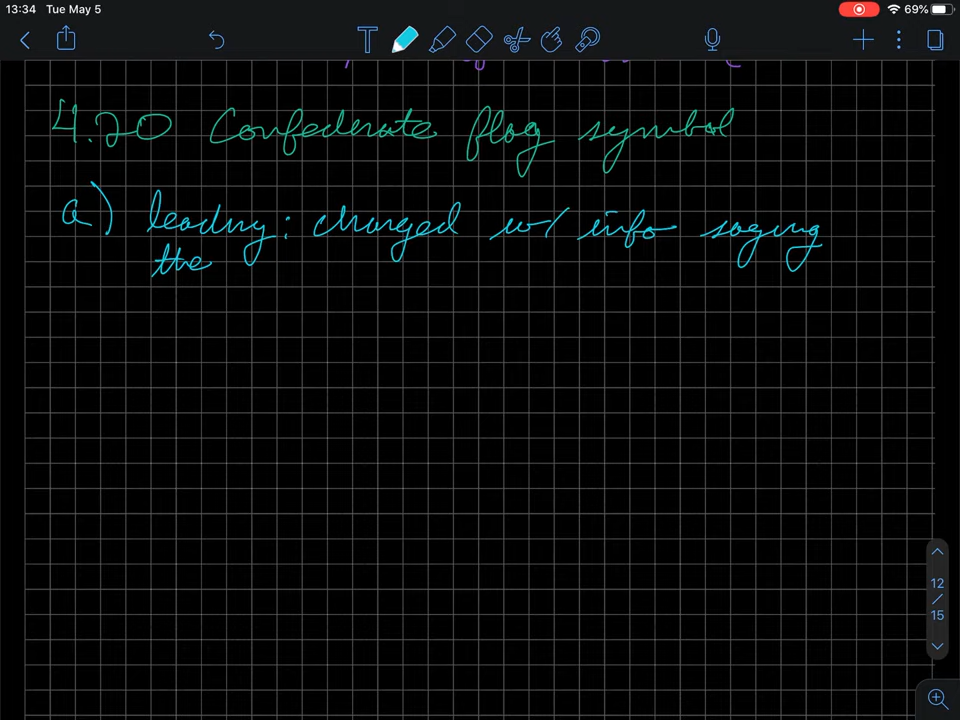 13:34 Tue May 5
69%
4.20 Confederate flag symbol
a) leading: charged w/ info saying
the
12
/
15